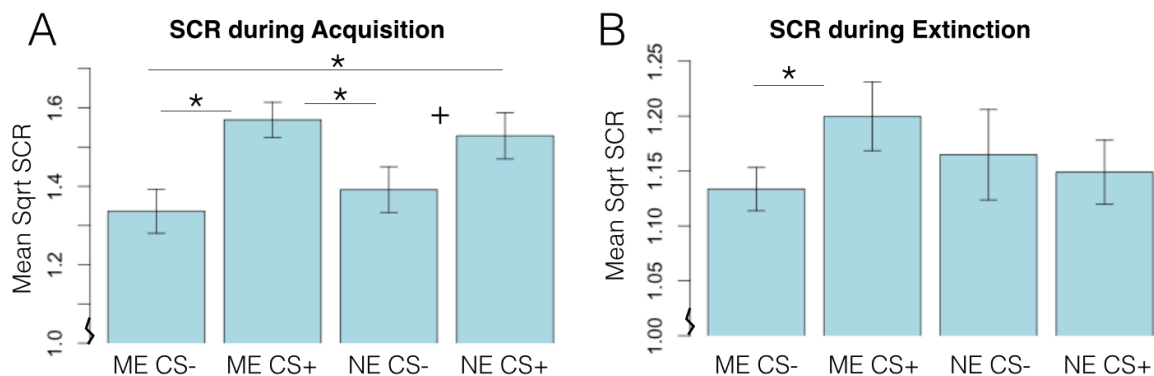 A
SCR during Acquisition
Mean Sqrt SCR
1.6
1.4
1.2
1.0
*
*
*
+
ME CS-
ME CS+
NE CS-
NE CS+
B
SCR during Extinction
Mean Sqrt SCR
1.25
1.20
1.15
1.10
1.05
1.00
*
ME CS-
ME CS+
NE CS-
NE CS+